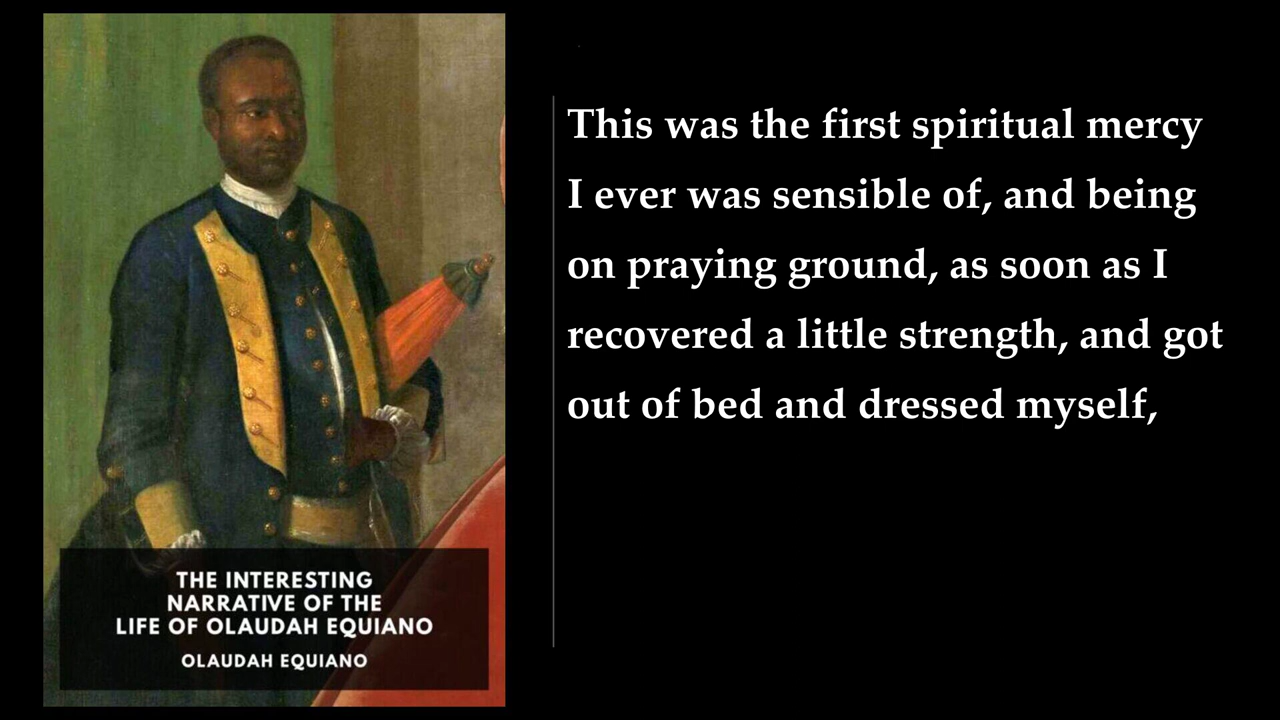 THE INTERESTING
NARRATIVE OF THE
LIFE OF OLAUDAH EQUIANO
OLAUDAH EQUIANO
This was the first spiritual mercy
I ever was sensible of, and being
on praying ground, as soon as I
recovered a little strength, and got
out of bed and dressed myself,